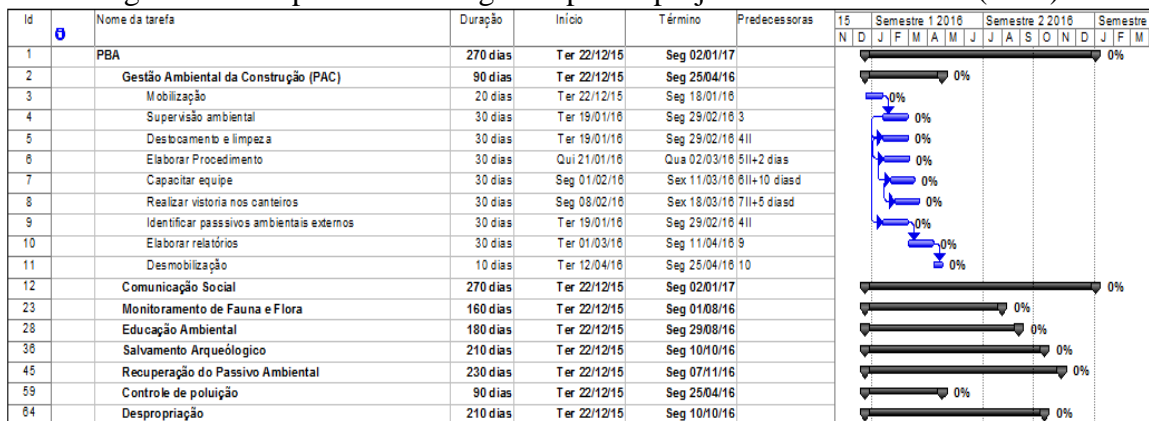 Id Nome da tarefa Duração Início Término Predecessoras 15 Semestre 1 2016 Semestre 2 2016 Semestre
N D J F M A M J J A S O N D J F M
1 PBA 270 dias Ter 22/12/15 Seg 02/01/17 0%
2 Gestão Ambiental da Construção (PAC) 90 dias Ter 22/12/15 Seg 25/04/16 0%
3 Mobilização 20 dias Ter 22/12/15 Seg 18/01/16 0%
4 Supervisão ambiental 30 dias Ter 19/01/16 Seg 29/02/16 3 0%
5 Destocamento e limpeza 30 dias Ter 19/01/16 Seg 29/02/16 4II 0%
6 Elaborar Procedimento 30 dias Qui 21/01/16 Qua 02/03/16 5II+2 dias 0%
7 Capacitar equipe 30 dias Seg 01/02/16 Sex 11/03/16 6II+10 diasd 0%
8 Realizar vistoria nos canteiros 30 dias Seg 08/02/16 Sex 18/03/16 7II+5 diasd 0%
9 Identificar passsivos ambientais externos 30 dias Ter 19/01/16 Seg 29/02/16 4II 0%
10 Elaborar relatórios 30 dias Ter 01/03/16 Seg 11/04/16 9 0%
11 Desmobilização 10 dias Ter 12/04/16 Seg 25/04/16 10 0%
12 Comunicação Social 270 dias Ter 22/12/15 Seg 02/01/17 0%
23 Monitoramento de Fauna e Flora 160 dias Ter 22/12/15 Seg 01/08/16 0%
28 Educação Ambiental 180 dias Ter 22/12/15 Seg 29/08/16 0%
36 Salvamento Arqueólogico 210 dias Ter 22/12/15 Seg 10/10/16 0%
45 Recuperação do Passivo Ambiental 230 dias Ter 22/12/15 Seg 07/11/16 0%
59 Controle de poluição 90 dias Ter 22/12/15 Seg 25/04/16 0%
64 Despropriação 210 dias Ter 22/12/15 Seg 10/10/16 0%